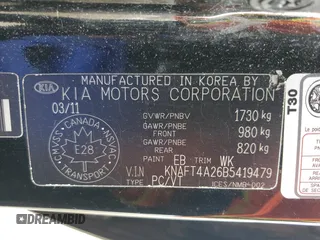 MANUFACTURED IN KOREA BY
KIA
KIA MOTORS CORPORATION
03/11
GVWR/PNBV 1730 kg
GAWR/PNBE FRONT 980 kg
GAWR/PNBE REAR 820 kg
CANADA
CMVSS
NSVAC
E28
TRANSPORT
PAINT EB TRIM WK
V.I.N KNAFT4A26B5419479
TYPE PC/VT
ICES/NMB-002
T30
DREAMBID